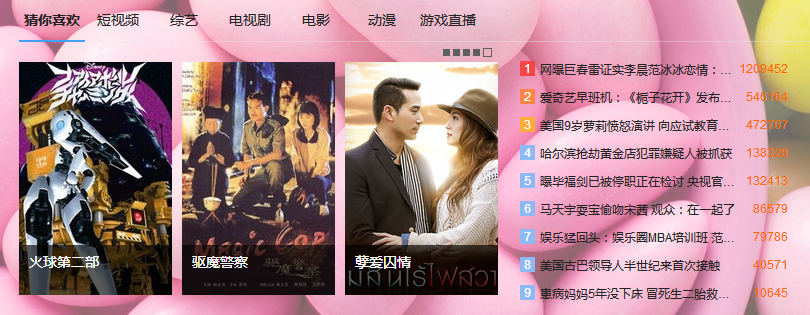 猜你喜欢 短视频 综艺 电视剧 电影 动漫 游戏直播
Magic Cop
驱魔警察
火球第二部
驱魔警察
孽爱囚情
1 网曝巨春雷证实李晨范冰冰恋情：... 1209452
2 爱奇艺早班机：《栀子花开》发布... 546164
3 美国9岁萝莉愤怒演讲 向应试教育... 472707
4 哈尔滨抢劫黄金店犯罪嫌疑人被抓获 138328
5 曝毕福剑已被停职正在检讨 央视官... 132413
6 马天宇耍宝偷吻宋茜 观众：在一起了 86579
7 娱乐猛回头：娱乐圈MBA培训班 范... 79786
8 美国古巴领导人半世纪来首次接触 40571
9 患病妈妈5年没下床 冒死生二胎救... 10645